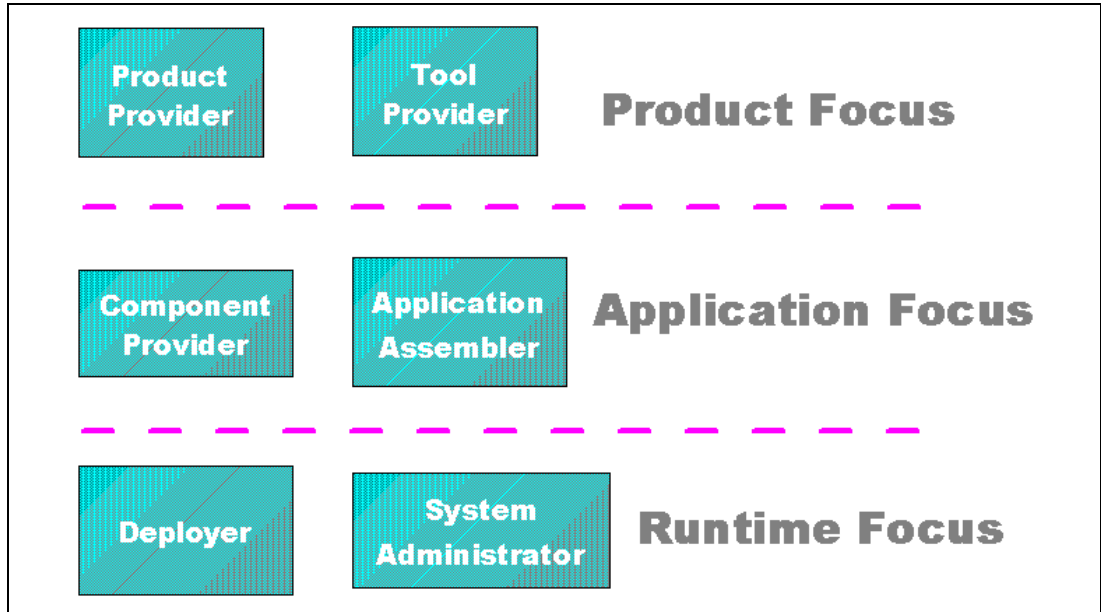 Product
Provider
Tool
Provider
Product Focus
Component
Provider
Application
Assembler
Application Focus
Deployer
System
Administrator
Runtime Focus